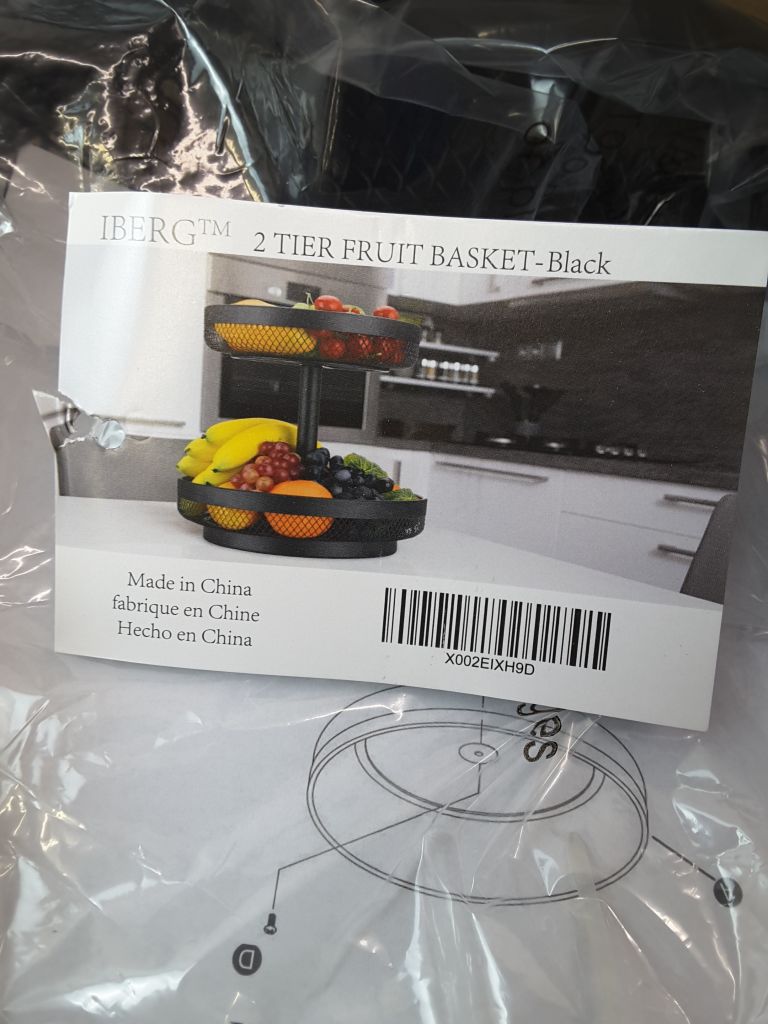 IBERG™ 2 TIER FRUIT BASKET-Black
Made in China
fabrique en Chine
Hecho en China
X002EIXH9D
D